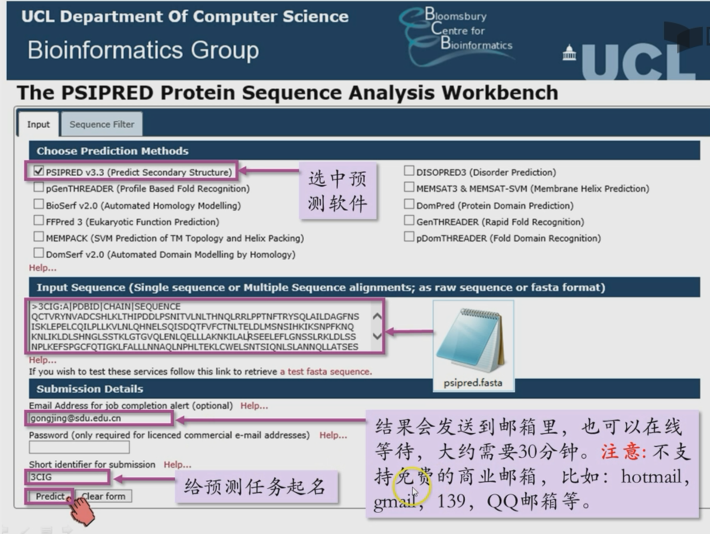 UCL Department Of Computer Science
Bioinformatics Group
Bloomsbury
Centre for
Bioinformatics
UCL
The PSIPRED Protein Sequence Analysis Workbench
Input
Sequence Filter
Choose Prediction Methods
PSIPRED v3.3 (Predict Secondary Structure)
DISOPRED3 (Disorder Prediction)
pGenTHREADER (Profile Based Fold Recognition)
MEMSAT3 & MEMSAT-SVM (Membrane Helix Prediction)
BioSerf v2.0 (Automated Homology Modelling)
DomPred (Protein Domain Prediction)
FFPred 3 (Eukaryotic Function Prediction)
GenTHREADER (Rapid Fold Recognition)
MEMPACK (SVM Prediction of TM Topology and Helix Packing)
pDomTHREADER (Fold Domain Recognition)
DomSerf v2.0 (Automated Domain Modelling by Homology)
选中预
测软件
Help...
Input Sequence (Single sequence or Multiple Sequence alignments; as raw sequence or fasta format)
>3CIG:A|PDBID|CHAIN|SEQUENCE
QCTVRYNVADCSHLKLTHIPDDLPSNITVLNLTHNQLRRLPPTNFTRYSQLAILDAGFNS
ISKLEPELCQILPLLKVLNLQHNELSQISDQTFVFCTNLTELDLMSNSIHKIKSNPFKNQ
KNLIKLDLSHNGLSSTKLGTGVQLENLQELLLAKNKILALRSEELEFLGNSSLRKLDLSS
NPLKEFSPGCFQTIGKLFALLLNNAQLNPHLTEKLCWELSNTSIQNLSLANNQLLATSES
psipred.fasta
Help...
If you wish to test these services follow this link to retrieve a test fasta sequence.
Submission Details
Email Address for job completion alert (optional) Help...
gongjing@sdu.edu.cn
Password (only required for licenced commercial e-mail addresses) Help...
Short identifier for submission Help...
3CIG
Predict
Clear form
给预测任务起名
结果会发送到邮箱里，也可以在线
等待，大约需要30分钟。注意:不支
持免费的商业邮箱，比如：hotmail，
gmail，139，QQ邮箱等。